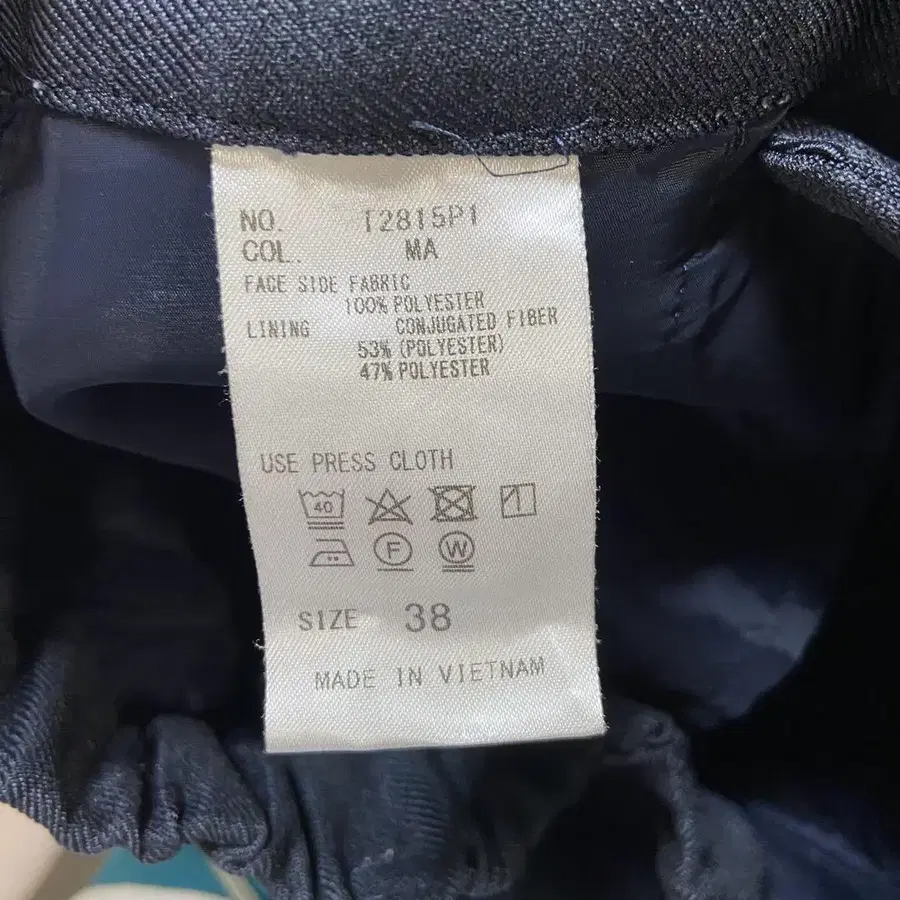 NO. T2815P1
COL. MA
FACE SIDE FABRIC
100% POLYESTER
LINING CONJUGATED FIBER
53% (POLYESTER)
47% POLYESTER
USE PRESS CLOTH
40
F W
SIZE 38
MADE IN VIETNAM